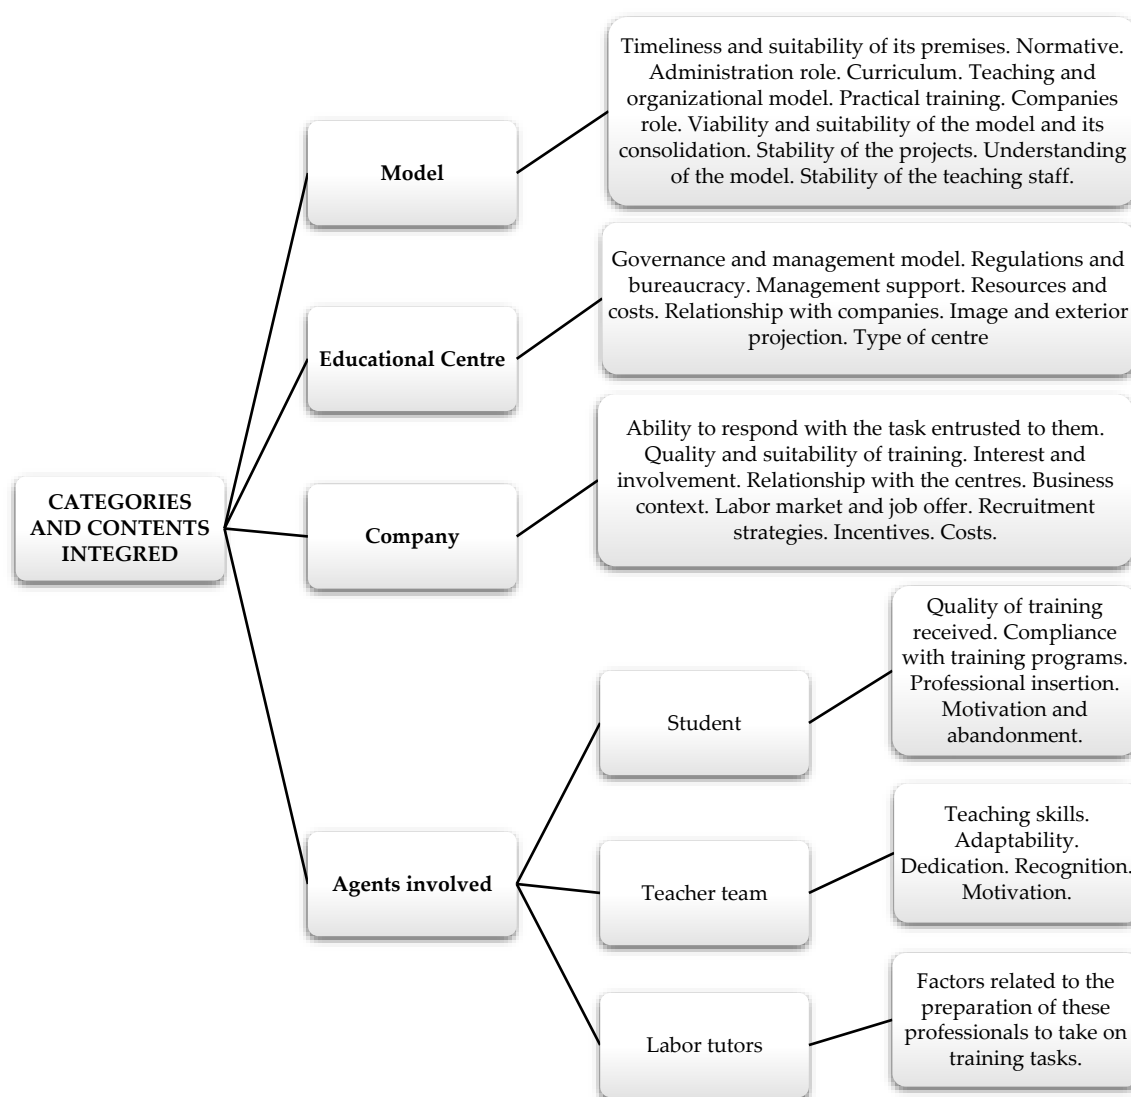 Timeliness and suitability of its premises. Normative.
Administration role. Curriculum. Teaching and
organizational model. Practical training. Companies
role. Viability and suitability of the model and its
consolidation. Stability of the projects. Understanding
of the model. Stability of the teaching staff.
Model
Governance and management model. Regulations and
bureaucracy. Management support. Resources and
costs. Relationship with companies. Image and exterior
projection. Type of centre
Educational Centre
Ability to respond with the task entrusted to them.
Quality and suitability of training. Interest and
involvement. Relationship with the centres. Business
context. Labor market and job offer. Recruitment
strategies. Incentives. Costs.
Company
CATEGORIES
AND CONTENTS
INTEGRED
Quality of training
received. Compliance
with training programs.
Professional insertion.
Motivation and
abandonment.
Student
Teaching skills.
Adaptability.
Dedication. Recognition.
Motivation.
Agents involved
Teacher team
Factors related to the
preparation of these
professionals to take on
training tasks.
Labor tutors